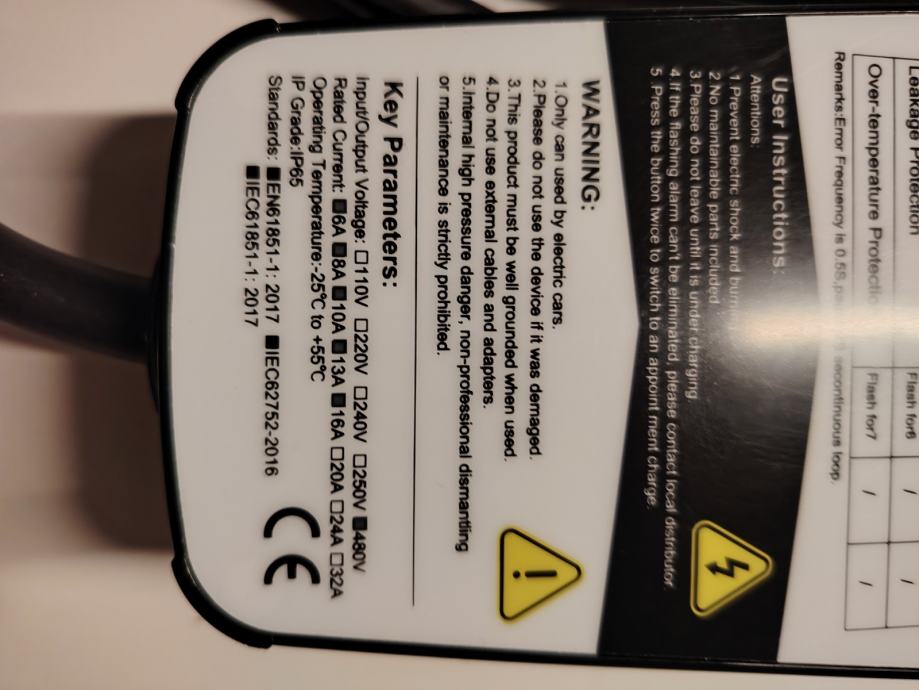 Leakage Protection Flash for6 / /
Over-temperature Protectio Flash for7 / /
Remarks:Error Frequency is 0.5S,pa secontinuous loop.
User Instructions:
Attentions:
1.Prevent electric shock and burning
2.No maintainable parts included
3.Please do not leave until it is under charging.
4.If the flashing alarm can't be eliminated, please contact local distributor.
5.Press the button twice to switch to an appoint ment charge.
WARNING:
1.Only can used by electric cars.
2.Please do not use the device if it was damaged.
3.This product must be well grounded when used.
4.Do not use external cables and adapters.
5.Internal high pressure danger, non-professional dismantling
or maintenance is strictly prohibited.
Key Parameters:
Input/Output Voltage: □110V □220V □240V □250V ■480V
Rated Current: ■6A ■8A ■10A ■13A ■16A □20A □24A □32A
Operating Temperature:-25℃ to +55℃
IP Grade:IP65
Standards: ■EN61851-1: 2017 ■IEC62752-2016
■IEC61851-1: 2017
CE